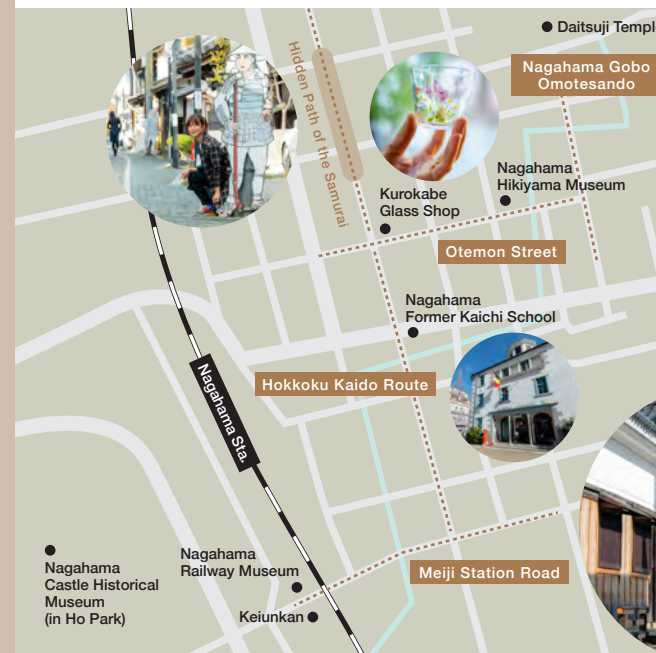 Daitsuji
Nagahama Gobo
Omotesando
Hidden Path of the Samurai
Nagahama
Hikiyama Museum
Kurokabe
Glass Shop
Otemon Street
Nagahama
Former Kaichi School
Hokkoku Kaido Route
Nagahama Sta.
Nagahama
Castle Historical
Museum
(in Ho Park)
Nagahama
Railway Museum
Meiji Station Road
Keiunkan